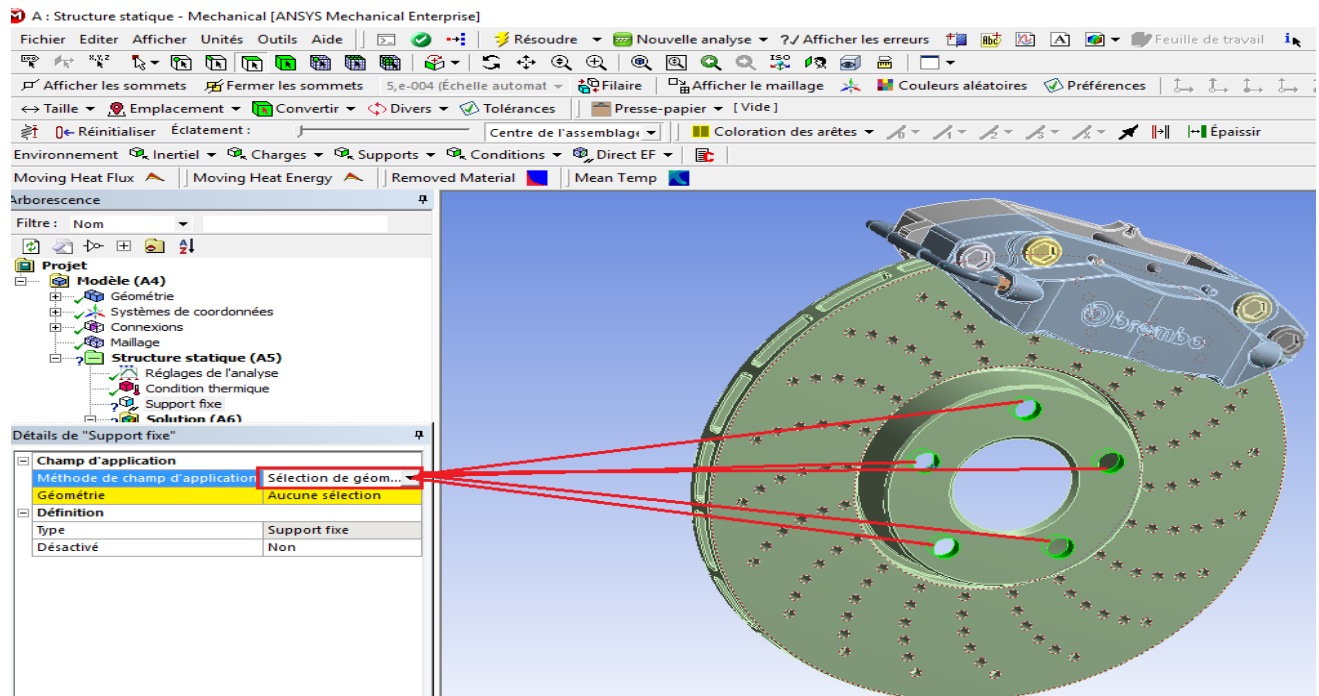 A : Structure statique - Mechanical [ANSYS Mechanical Enterprise]
Fichier Editer Afficher Unités Outils Aide Résoudre Nouvelle analyse ?✓ Afficher les erreurs Feuille de travail
Afficher les sommets Fermer les sommets 5,e-004 (Échelle automat Filaire Afficher le maillage Couleurs aléatoires Préférences
Taille Emplacement Convertir Divers Tolérances Presse-papier [ Vide ]
Réinitialiser Éclatement : Centre de l'assemblage Coloration des arêtes Épaissir
Environnement Inertiel Charges Supports Conditions Direct EF
Moving Heat Flux Moving Heat Energy Removed Material Mean Temp
Arborescence
Filtre : Nom
Projet
Modèle (A4)
Géométrie
Systèmes de coordonnées
Connexions
Maillage
Structure statique (A5)
Réglages de l'analyse
Condition thermique
Support fixe
Solution (A6)
Détails de "Support fixe"
Champ d'application
Méthode de champ d'application Sélection de géom...
Géométrie Aucune sélection
Définition
Type Support fixe
Désactivé Non
brembo